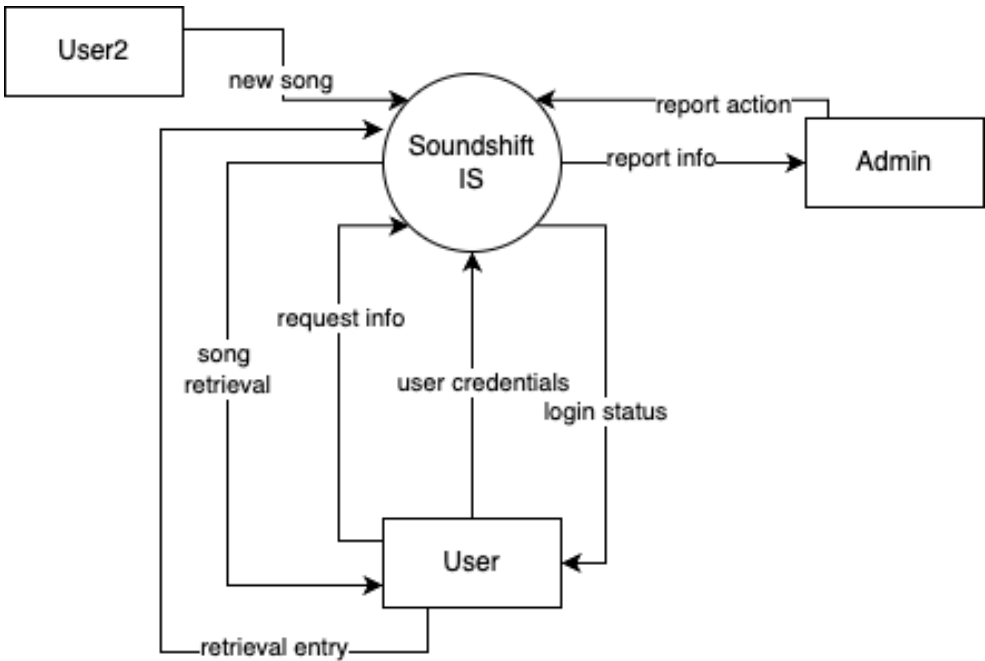 User2
new song
Soundshift
IS
report action
report info
Admin
request info
song
retrieval
user credentials
login status
User
retrieval entry